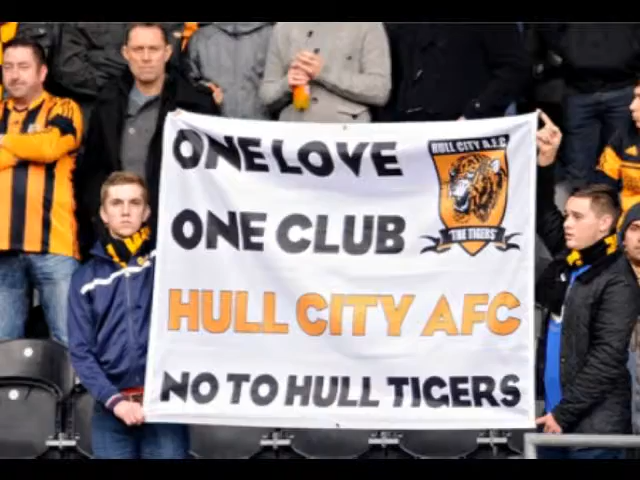 ONE LOVE
HULL CITY A.F.C
ONE CLUB
"THE TIGERS"
HULL CITY AFC
NO TO HULL TIGERS